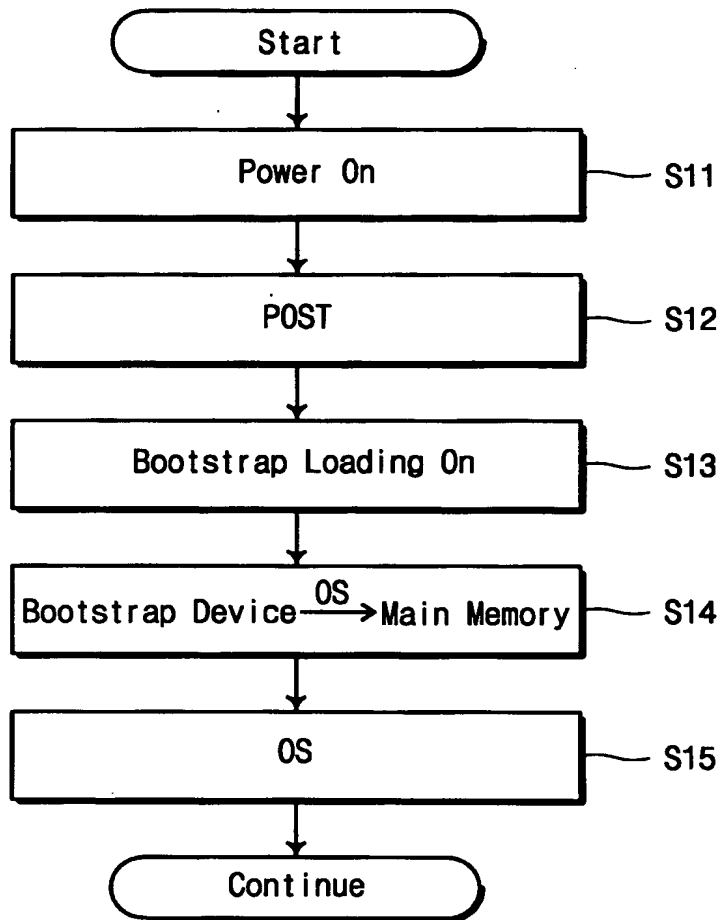 Start
Power On
S11
POST
S12
Bootstrap Loading On
S13
Bootstrap Device OS Main Memory
S14
OS
S15
Continue